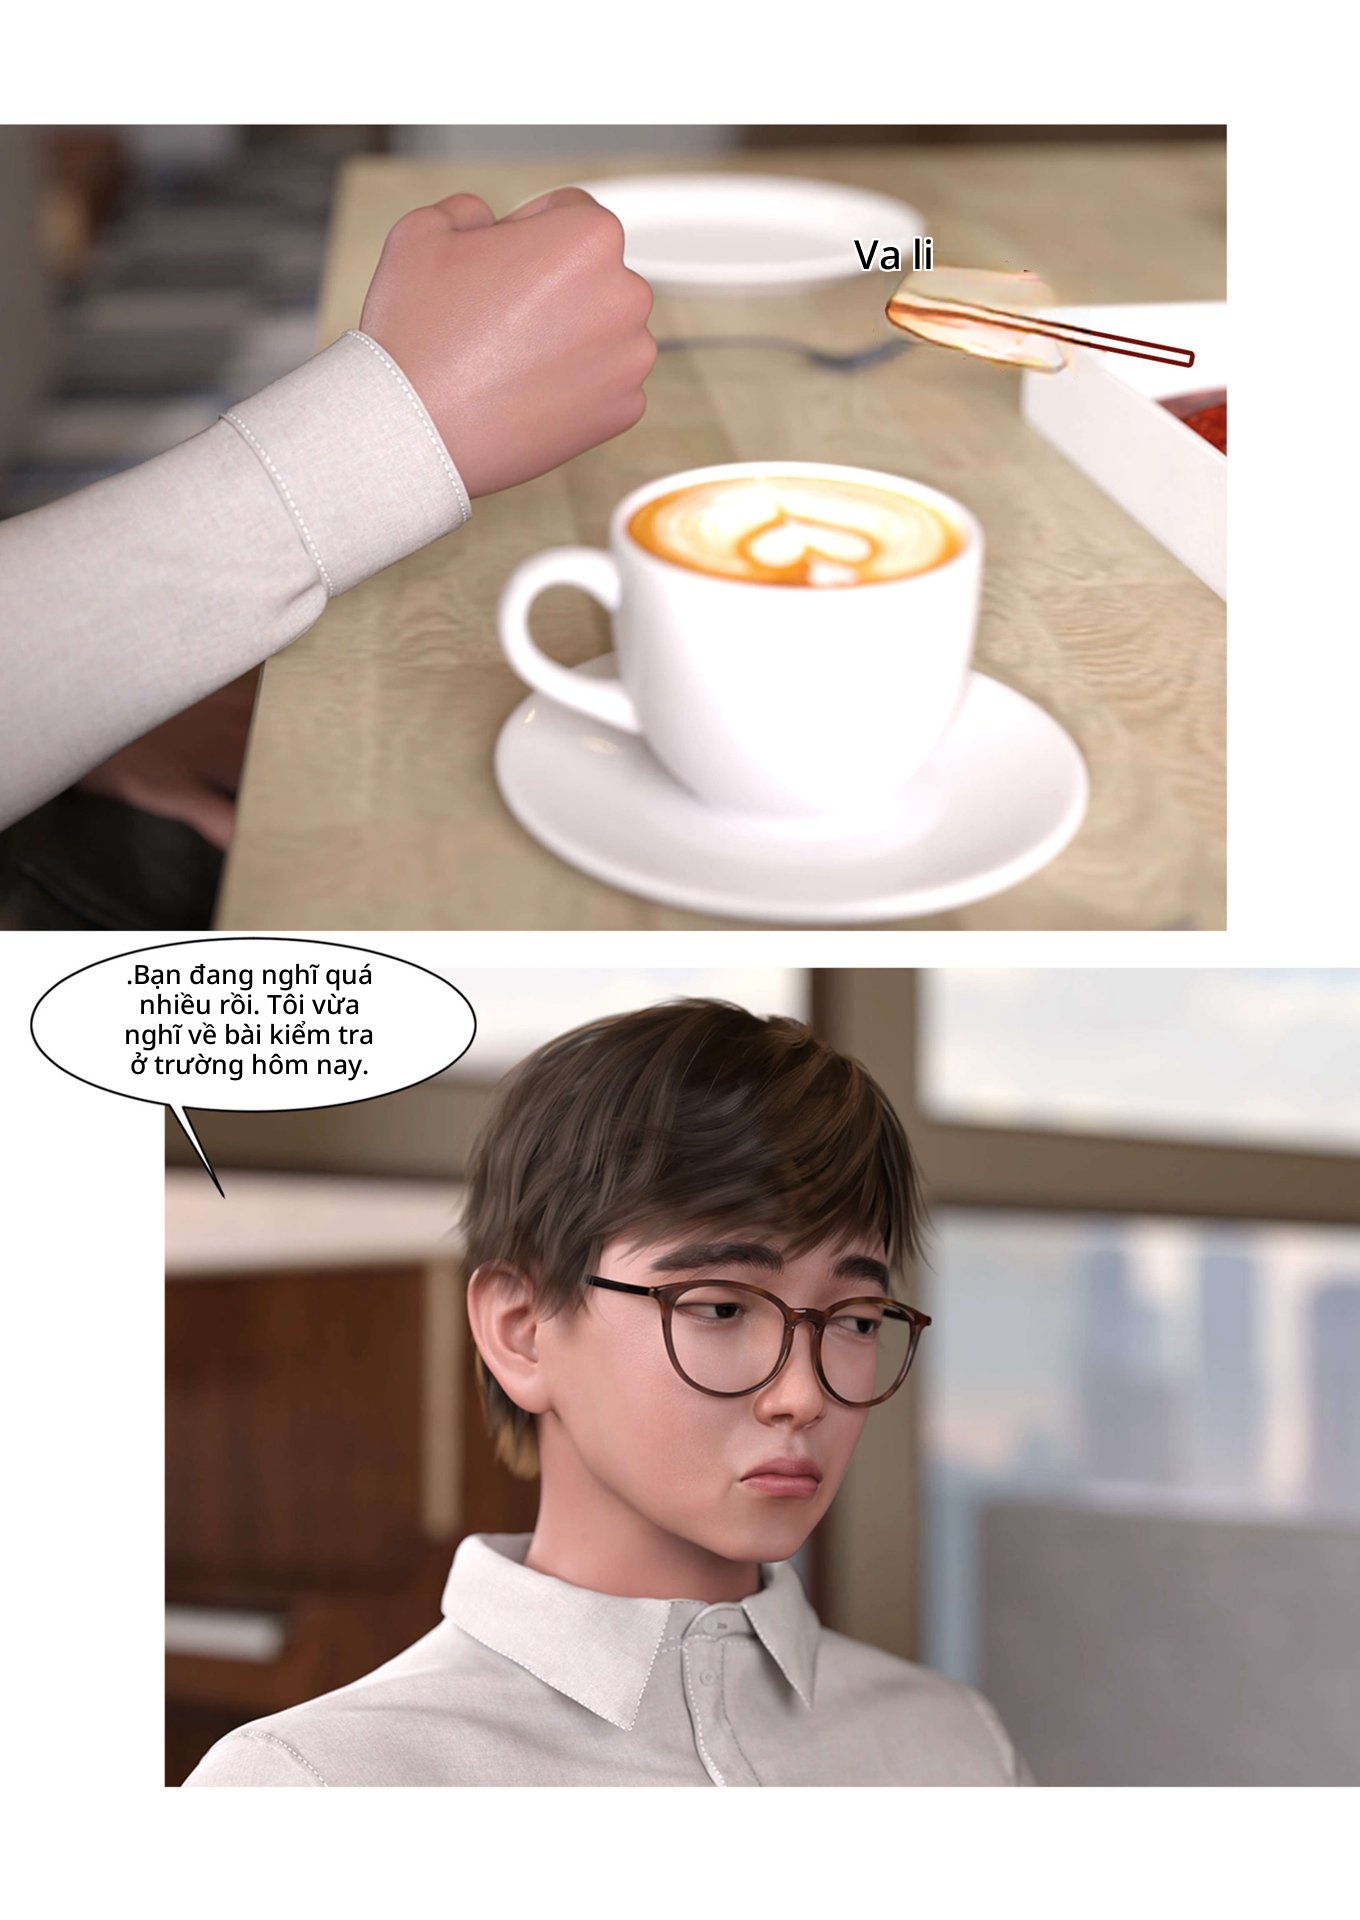 Va li
.Bạn đang nghĩ quá
nhiều rồi. Tôi vừa
nghĩ về bài kiểm tra
ở trường hôm nay.